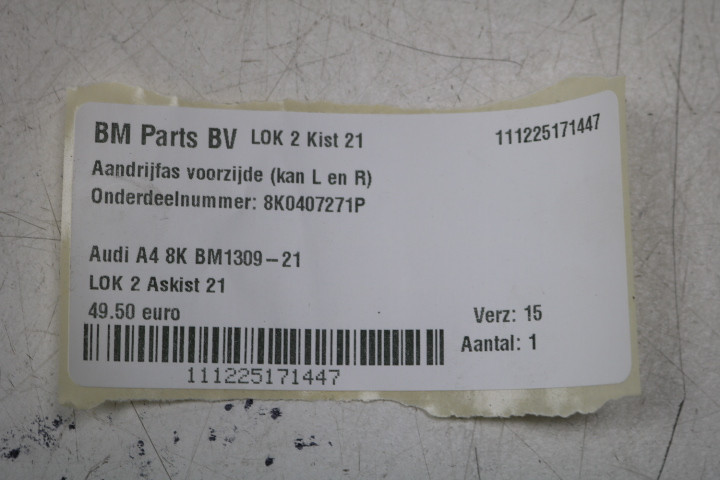 BM Parts BV LOK 2 Kist 21 111225171447
Aandrijfas voorzijde (kan L en R)
Onderdeelnummer: 8K0407271P
Audi A4 8K BM1309-21
LOK 2 Askist 21
49.50 euro Verz: 15
Aantal: 1
111225171447